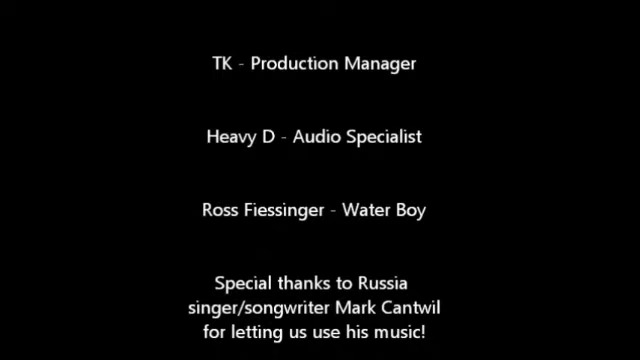 TK - Production Manager
Heavy D - Audio Specialist
Ross Fiessinger - Water Boy
Special thanks to Russia
singer/songwriter Mark Cantwil
for letting us use his music!